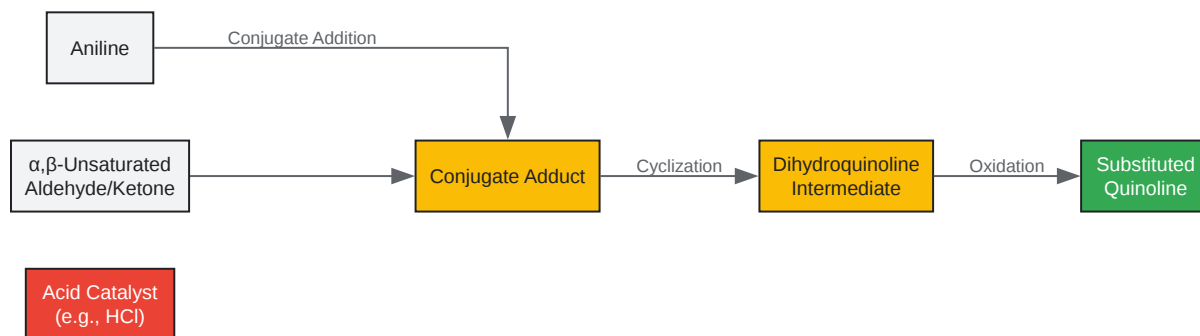 Aniline
Conjugate Addition
α,β-Unsaturated
Aldehyde/Ketone
Conjugate Adduct
Cyclization
Dihydroquinoline
Intermediate
Oxidation
Substituted
Quinoline
Acid Catalyst
(e.g., HCl)